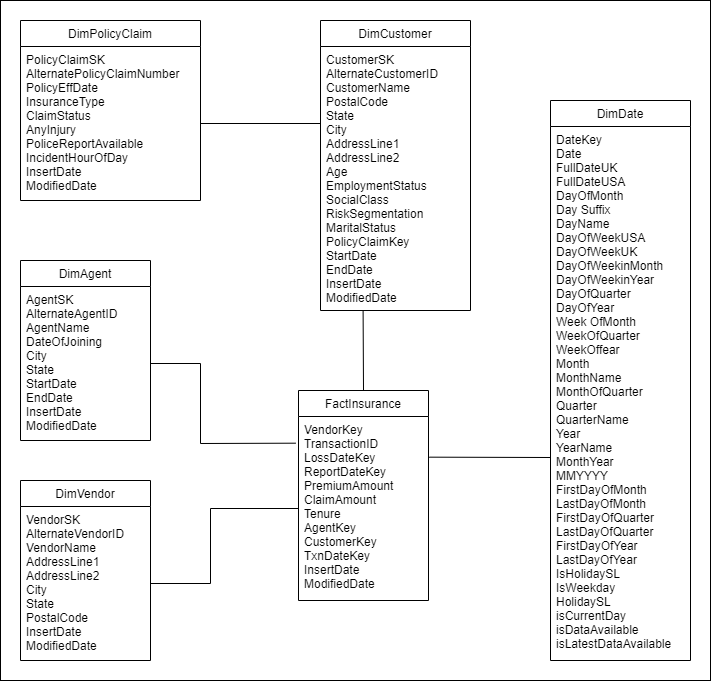 DimPolicyClaim
PolicyClaimSK
AlternatePolicyClaimNumber
PolicyEffDate
InsuranceType
ClaimStatus
AnyInjury
PoliceReportAvailable
IncidentHourOfDay
InsertDate
ModifiedDate
DimCustomer
CustomerSK
AlternateCustomerID
CustomerName
PostalCode
State
City
AddressLine1
AddressLine2
Age
EmploymentStatus
SocialClass
RiskSegmentation
MaritalStatus
PolicyClaimKey
StartDate
EndDate
InsertDate
ModifiedDate
DimDate
DateKey
Date
FullDateUK
FullDateUSA
DayOfMonth
Day Suffix
DayName
DayOfWeekUSA
DayOfWeekUK
DayOfWeekinMonth
DayOfWeekinYear
DayOfQuarter
DayOfYear
Week OfMonth
WeekOfQuarter
WeekOffear
Month
MonthName
MonthOfQuarter
Quarter
QuarterName
Year
YearName
MonthYear
MMYYYY
FirstDayOfMonth
LastDayOfMonth
FirstDayOfQuarter
LastDayOfQuarter
FirstDayOfYear
LastDayOfYear
IsHolidaySL
IsWeekday
HolidaySL
isCurrentDay
isDataAvailable
isLatestDataAvailable
DimAgent
AgentSK
AlternateAgentID
AgentName
DateOfJoining
City
State
StartDate
EndDate
InsertDate
ModifiedDate
FactInsurance
VendorKey
TransactionID
LossDateKey
ReportDateKey
PremiumAmount
ClaimAmount
Tenure
AgentKey
CustomerKey
TxnDateKey
InsertDate
ModifiedDate
DimVendor
VendorSK
AlternateVendorID
VendorName
AddressLine1
AddressLine2
City
State
PostalCode
InsertDate
ModifiedDate